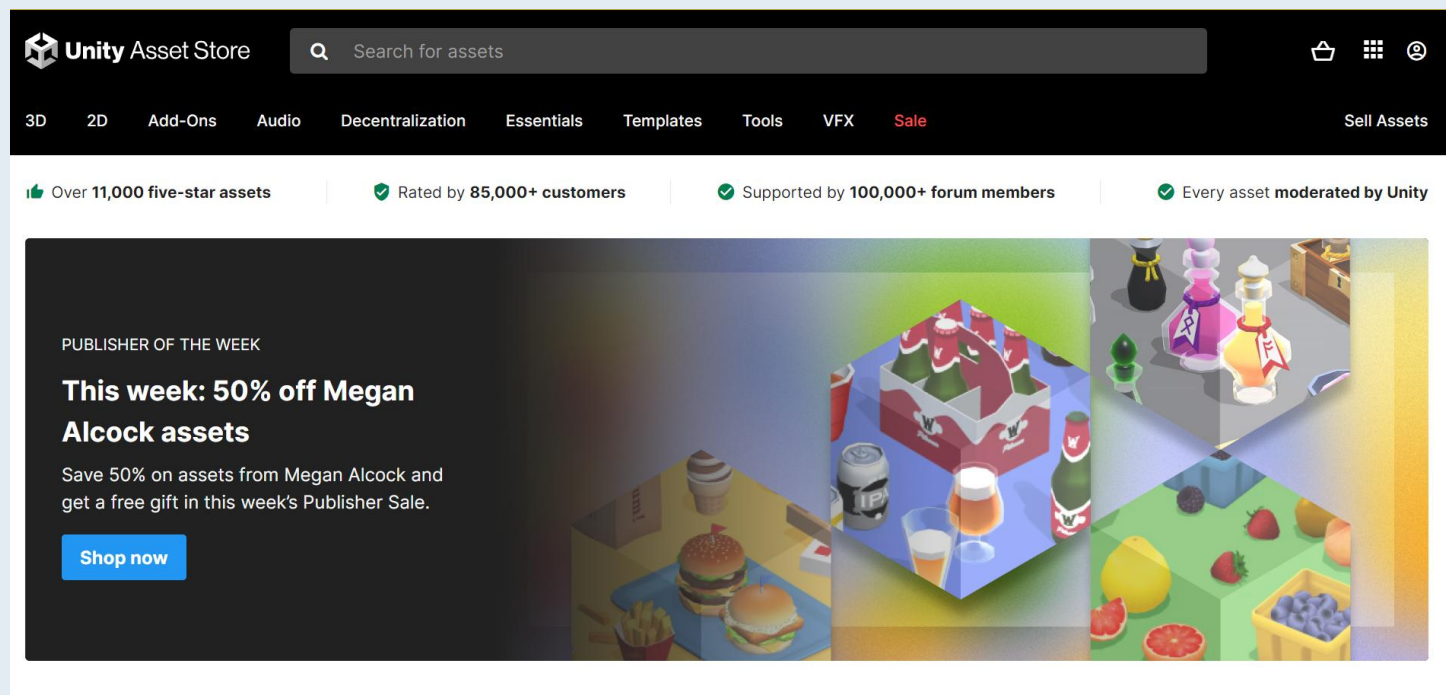 Unity Asset Store
Search for assets
3D 2D Add-Ons Audio Decentralization Essentials Templates Tools VFX Sale Sell Assets
Over 11,000 five-star assets Rated by 85,000+ customers Supported by 100,000+ forum members Every asset moderated by Unity
PUBLISHER OF THE WEEK
This week: 50% off Megan
Alcock assets
Save 50% on assets from Megan Alcock and
get a free gift in this week’s Publisher Sale.
Shop now
W
W
W
IPA
W